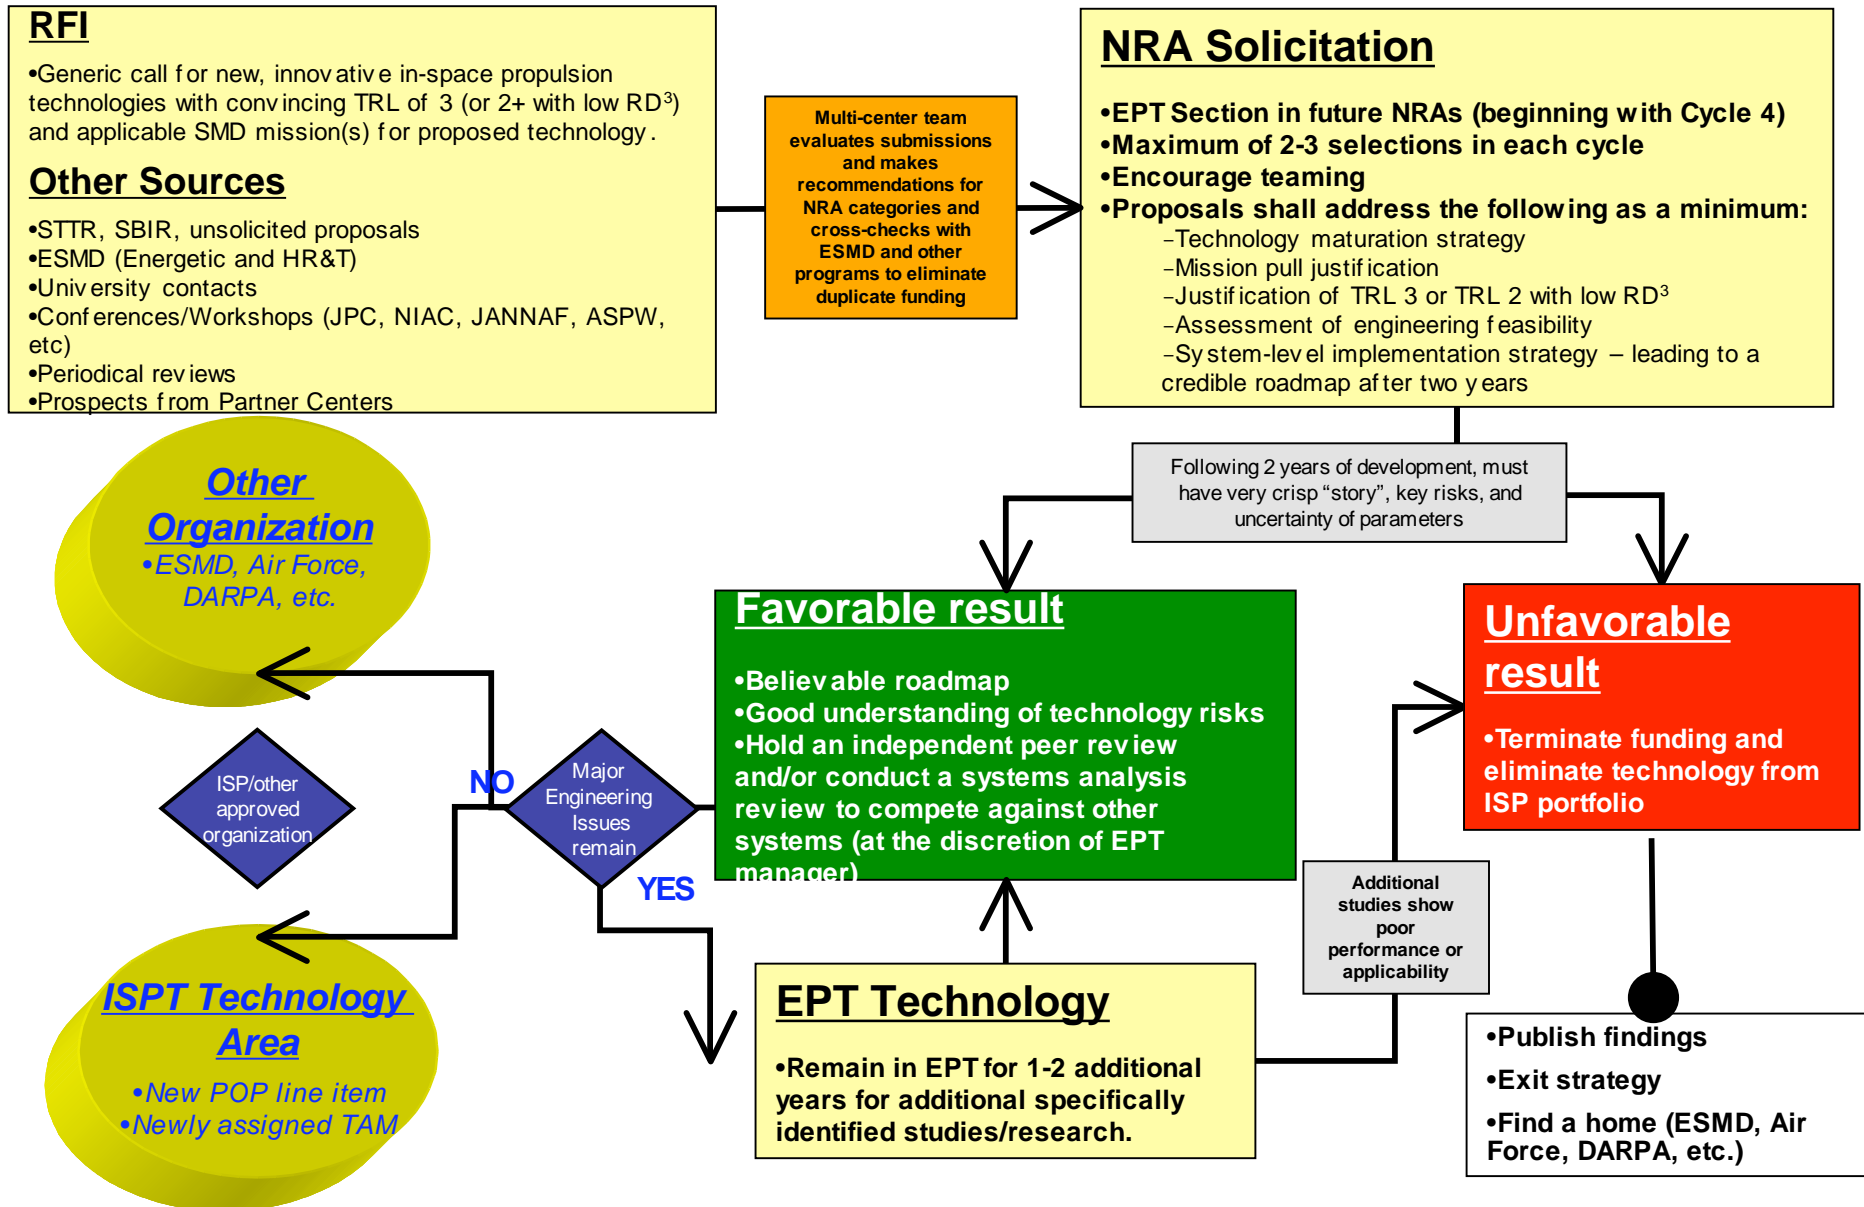 RFI
•Generic call for new, innovative in-space propulsion
technologies with convincing TRL of 3 (or 2+ with low RD³)
and applicable SMD mission(s) for proposed technology.
Other Sources
•STTR, SBIR, unsolicited proposals
•ESMD (Energetic and HR&T)
•University contacts
•Conferences/Workshops (JPC, NIAC, JANNAF, ASPW,
etc)
•Periodical reviews
•Prospects from Partner Centers
Multi-center team
evaluates submissions
and makes
recommendations for
NRA categories and
cross-checks with
ESMD and other
programs to eliminate
duplicate funding
NRA Solicitation
•EPT Section in future NRAs (beginning with Cycle 4)
•Maximum of 2-3 selections in each cycle
•Encourage teaming
•Proposals shall address the following as a minimum:
–Technology maturation strategy
–Mission pull justification
–Justification of TRL 3 or TRL 2 with low RD³
–Assessment of engineering feasibility
–System-level implementation strategy – leading to a
credible roadmap after two years
Following 2 years of development, must
have very crisp “story”, key risks, and
uncertainty of parameters
Other
Organization
•ESMD, Air Force,
DARPA, etc.
Favorable result
•Believable roadmap
•Good understanding of technology risks
•Hold an independent peer review
and/or conduct a systems analysis
review to compete against other
systems (at the discretion of EPT
manager)
Unfavorable
result
•Terminate funding and
eliminate technology from
ISP portfolio
ISP/other
approved
organization
NO
Major
Engineering
Issues
remain
YES
Additional
studies show
poor
performance or
applicability
ISPT Technology
Area
•New POP line item
•Newly assigned TAM
EPT Technology
•Remain in EPT for 1-2 additional
years for additional specifically
identified studies/research.
•Publish findings
•Exit strategy
•Find a home (ESMD, Air
Force, DARPA, etc.)